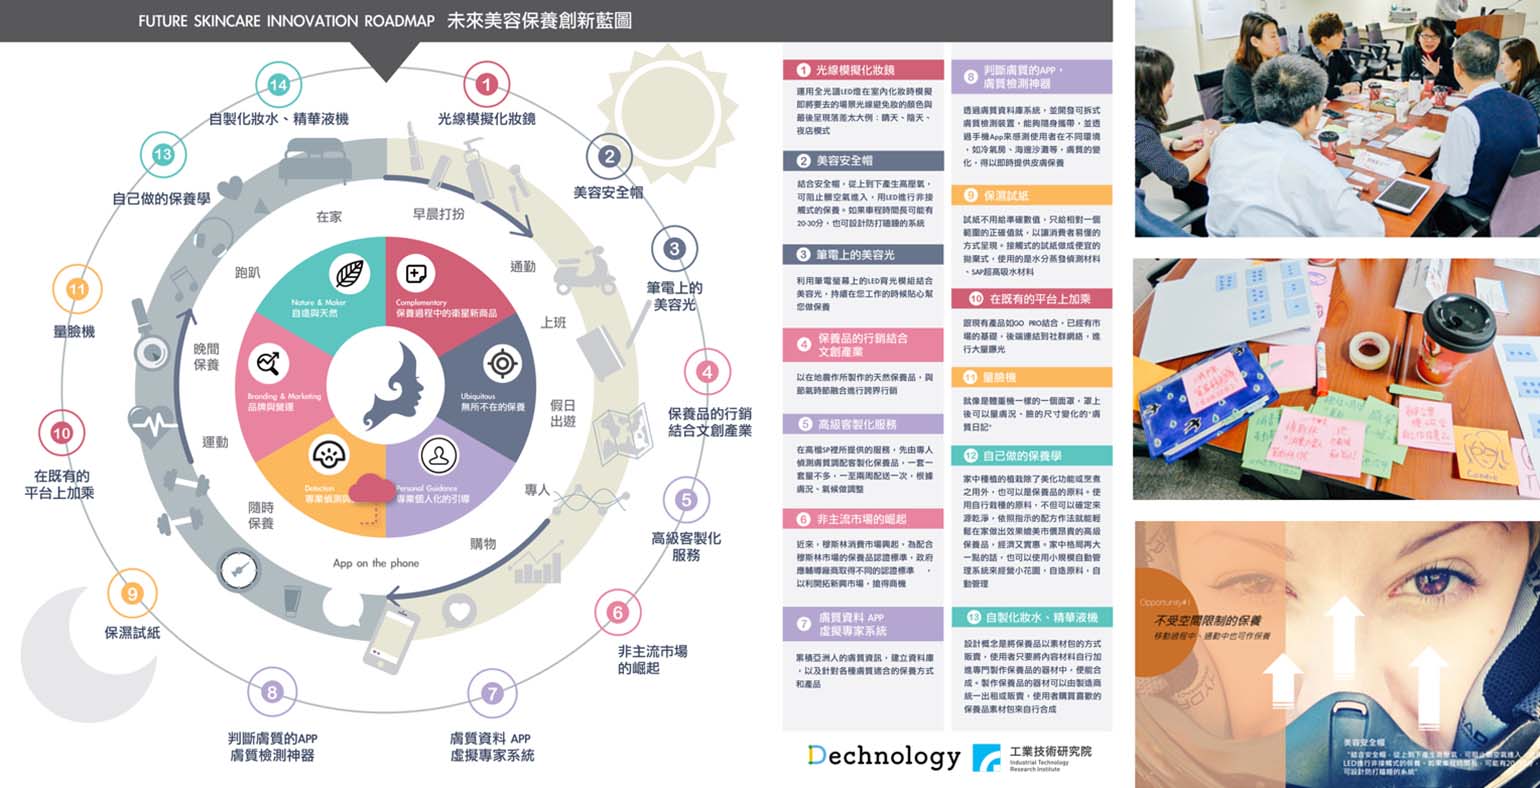 FUTURE SKINCARE INNOVATION ROADMAP 未來美容保養創新藍圖
14
自製化妝水、精華液機
1
光線模擬化妝鏡
13
自己做的保養學
2
美容安全帽
3
筆電上的
美容光
11
量臉機
4
保養品的行銷
結合文創產業
10
在既有的
平台上加乘
5
高級客製化
服務
9
保濕試紙
6
非主流市場
的崛起
8
判斷膚質的APP
膚質檢測神器
7
膚質資料 APP
虛擬專家系統
在家
早晨打扮
跑趴
通勤
上班
晚間
保養
假日
出遊
運動
專人
隨時
保養
購物
App on the phone
Nature & Maker
自造與天然
Complementary
保養過程中的衛星新商品
Branding & Marketing
品牌與營運
Ubiquitous
無所不在的保養
Detection
專業偵測與
Personal Guidance
專業個人化的引導
1 光線模擬化妝鏡
運用全光譜LED燈在室內化妝時模擬
即將要去的場景光線避免妝的顏色與
最後呈現落差太大例：晴天、陰天、
夜店模式
2 美容安全帽
結合安全帽，從上到下產生高壓氧，
可阻止髒空氣進入，用LED進行非接
觸式的保養。如果車程時間長可能有
20-30分，也可設計防打瞌睡的系統
3 筆電上的美容光
利用筆電螢幕上的LED背光模組結合
美容光，持續在您工作的時候貼心幫
您做保養
4 保養品的行銷結合
文創產業
以在地農作所製作的天然保養品，與
節氣時節融合進行跨界行銷
5 高級客製化服務
在高檔SP裡所提供的服務，先由專人
偵測膚質調配客製化保養品，一套一
套量不多，一至兩周配送一次，根據
膚況、氣候做調整
6 非主流市場的崛起
近來，穆斯林消費市場興起，為配合
穆斯林市場的保養品認證標準，政府
應輔導廠商取得不同的認證標準 ，
以利開拓新興市場，搶得商機
7 膚質資料 APP
虛擬專家系統
累積亞洲人的膚質資訊，建立資料庫
，以及針對各種膚質適合的保養方式
和產品
8 判斷膚質的APP，
膚質檢測神器
透過膚質資料庫系統，並開發可拆式
膚質檢測裝置，能夠隨身攜帶，並透
過手機App來感測使用者在不同環境
，如冷氣房、海邊沙灘等，膚質的變
化，得以即時提供皮膚保養
9 保濕試紙
試紙不用給準確數值，只給相對一個
範圍的正確值就，以讓消費者易懂的
方式呈現。接觸式的試紙做成便宜的
拋棄式，使用的是水分蒸發偵測材料
、SAP超高吸水材料
10 在既有的平台上加乘
跟現有產品如GO PRO結合，已經有市
場的基礎，後端連結到社群網絡，進
行大量曝光
11 量臉機
就像是體重機一樣的一個面罩，罩上
後可以量膚況、臉的尺寸變化的"膚
質日記"
12 自己做的保養學
家中種植的植栽除了美化功能或烹煮
之用外，也可以是保養品的原料。使
用自行栽種的原料，不但可以確定來
源乾淨，依照指示的配方作法就能輕
鬆在家做出效果媲美市價昂貴的高級
保養品，經濟又實惠。家中格局再大
一點的話，也可以使用小規模自動管
理系統來經營小花園，自造原料，自
動管理
13 自製化妝水、精華液機
設計概念是將保養品以素材包的方式
販賣，使用者只要將內容材料自行加
進專門製作保養品的器材中，便能合
成。製作保養品的器材可以由製造商
統一出租或販賣，使用者購買喜歡的
保養品素材包來自行合成
Dechnology
工業技術研究院
Industrial Technology
Research Institute
Opportunity#1
不受空間限制的保養
移動過程中、通勤中也可作保養
美容安全帽
"結合安全帽，從上到下產生高壓氧，可阻止髒空氣進入，
LED進行非接觸式的保養。如果車程時間長，可能有20
可設計防打瞌睡的系統"